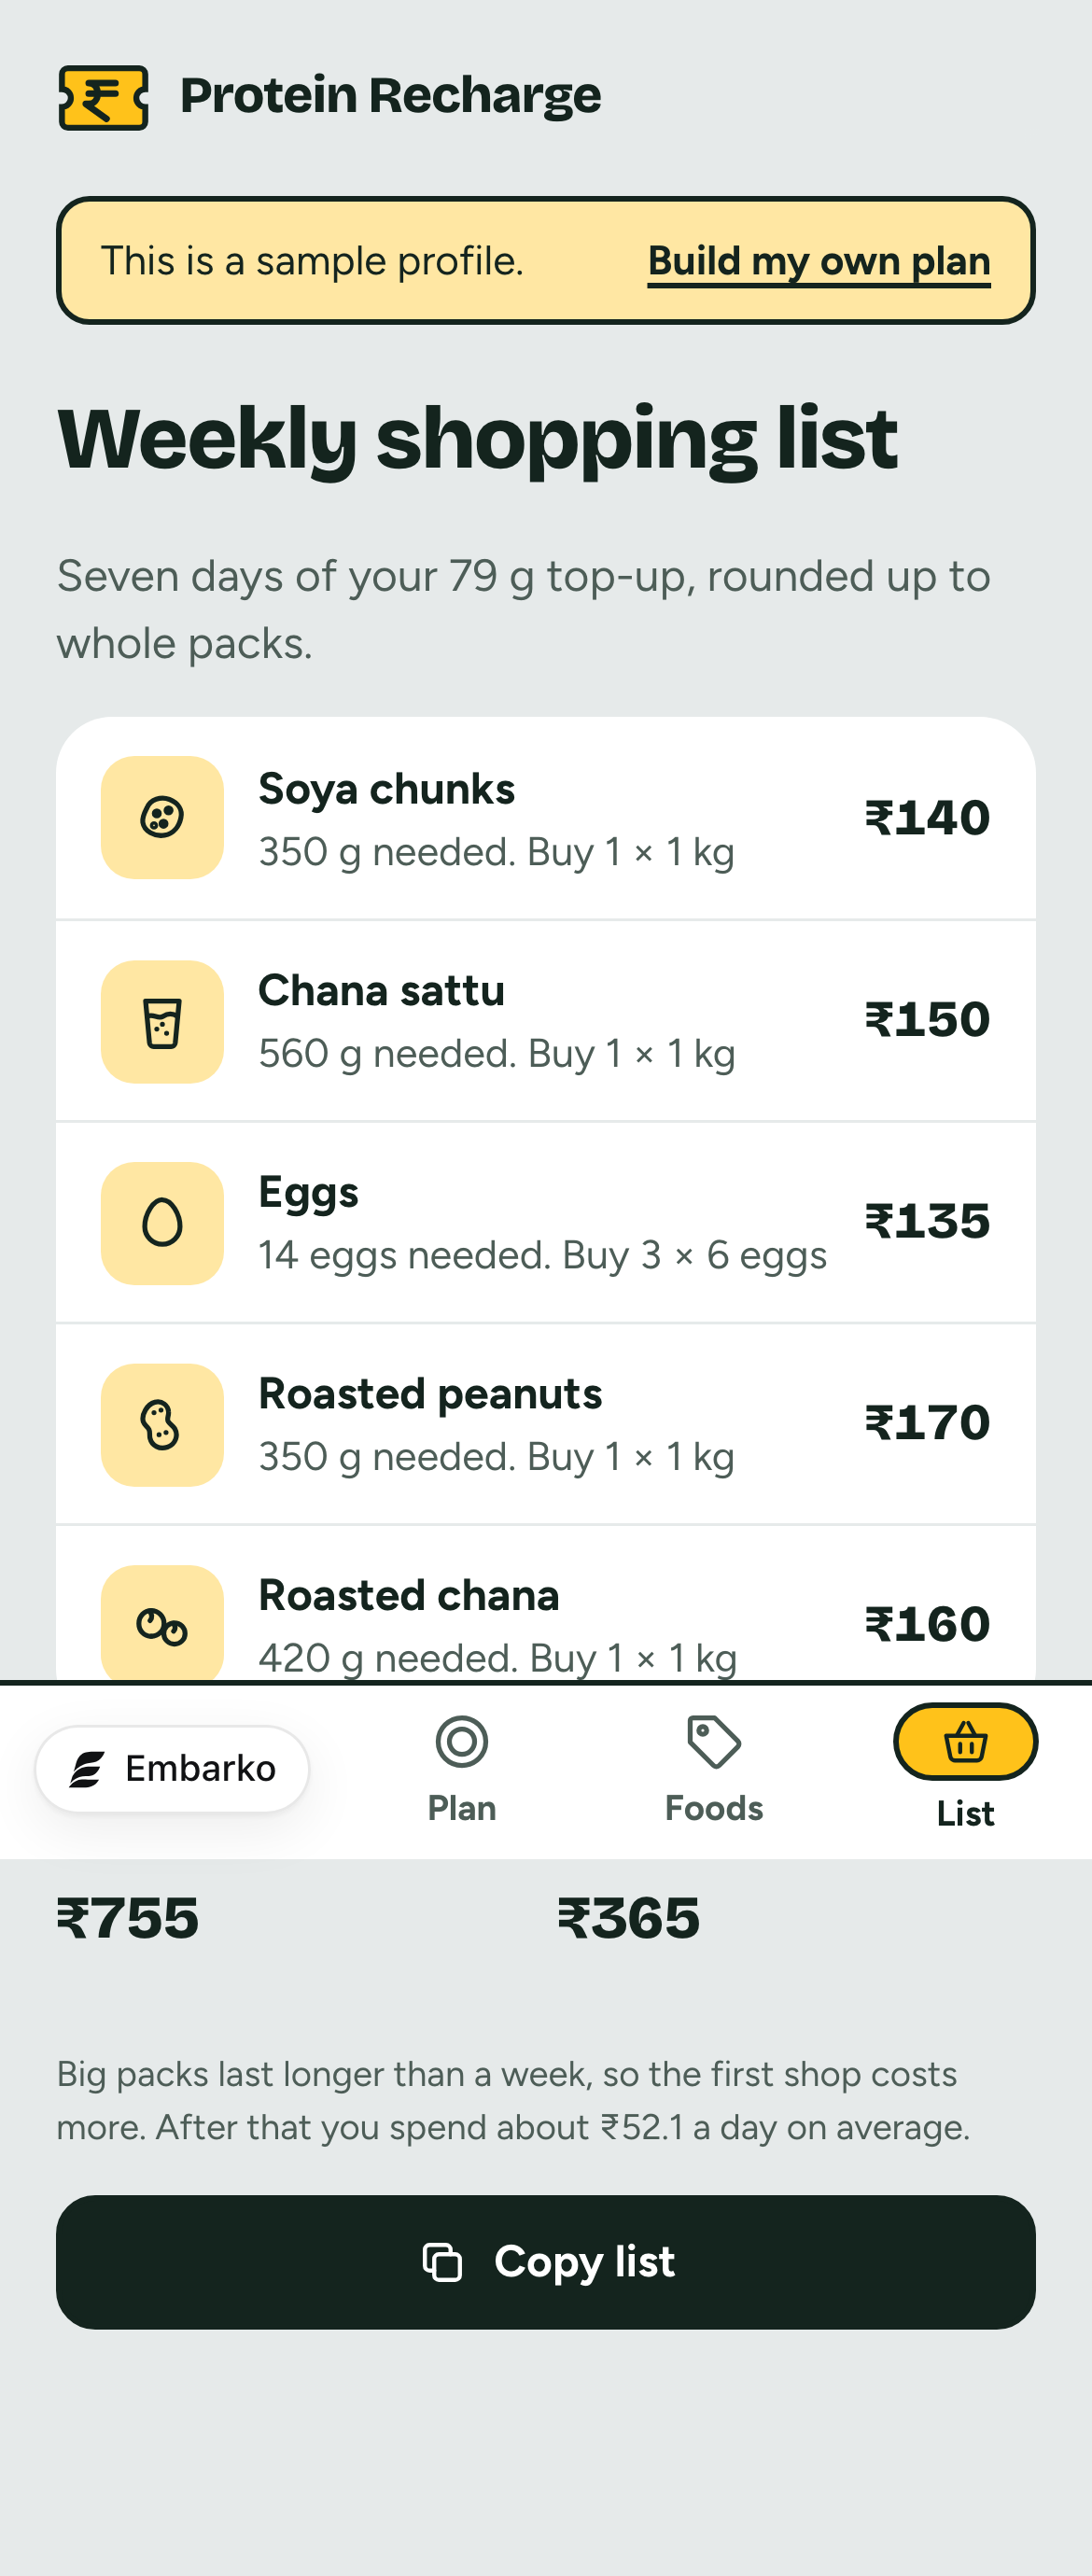 Protein Recharge
This is a sample profile.
Build my own plan
Weekly shopping list
Seven days of your 79 g top-up, rounded up to
whole packs.
Soya chunks
350 g needed. Buy 1 × 1 kg
₹140
Chana sattu
560 g needed. Buy 1 × 1 kg
₹150
Eggs
14 eggs needed. Buy 3 × 6 eggs
₹135
Roasted peanuts
350 g needed. Buy 1 × 1 kg
₹170
Roasted chana
420 g needed. Buy 1 × 1 kg
₹160
Embarko
Plan
Foods
List
₹755
₹365
Big packs last longer than a week, so the first shop costs
more. After that you spend about ₹52.1 a day on average.
Copy list